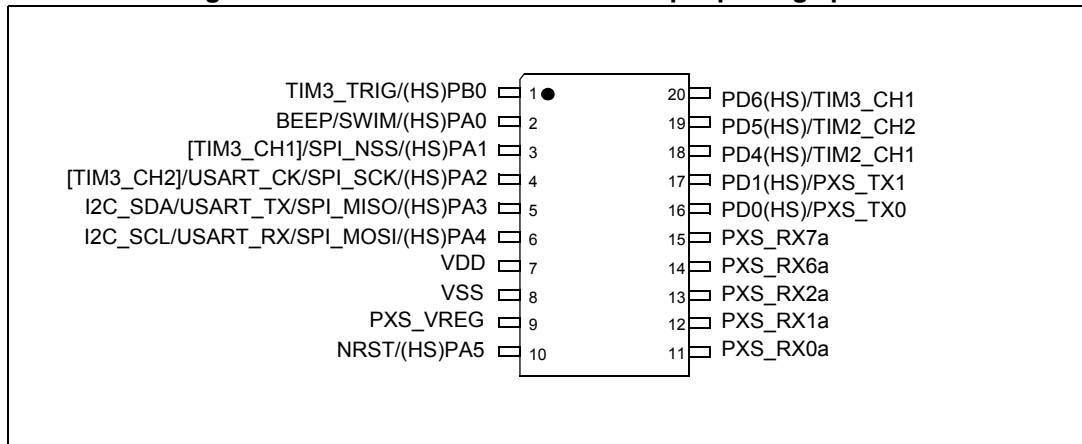 TIM3_TRIG/(HS)PB0 1 20 PD6(HS)/TIM3_CH1
BEEP/SWIM/(HS)PA0 2 19 PD5(HS)/TIM2_CH2
[TIM3_CH1]/SPI_NSS/(HS)PA1 3 18 PD4(HS)/TIM2_CH1
[TIM3_CH2]/USART_CK/SPI_SCK/(HS)PA2 4 17 PD1(HS)/PXS_TX1
I2C_SDA/USART_TX/SPI_MISO/(HS)PA3 5 16 PD0(HS)/PXS_TX0
I2C_SCL/USART_RX/SPI_MOSI/(HS)PA4 6 15 PXS_RX7a
VDD 7 14 PXS_RX6a
VSS 8 13 PXS_RX2a
PXS_VREG 9 12 PXS_RX1a
NRST/(HS)PA5 10 11 PXS_RX0a